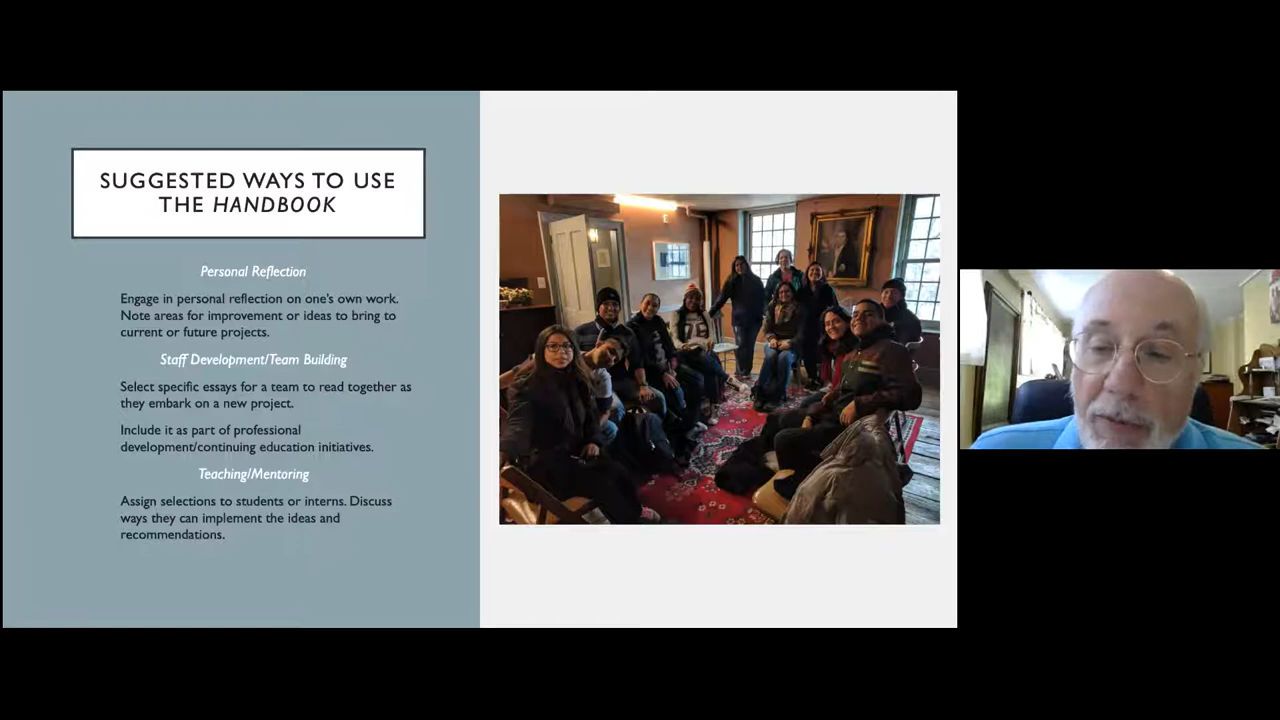 SUGGESTED WAYS TO USE
THE HANDBOOK
Personal Reflection
Engage in personal reflection on one's own work.
Note areas for improvement or ideas to bring to
current or future projects.
Staff Development/Team Building
Select specific essays for a team to read together as
they embark on a new project.
Include it as part of professional
development/continuing education initiatives.
Teaching/Mentoring
Assign selections to students or interns. Discuss
ways they can implement the ideas and
recommendations.